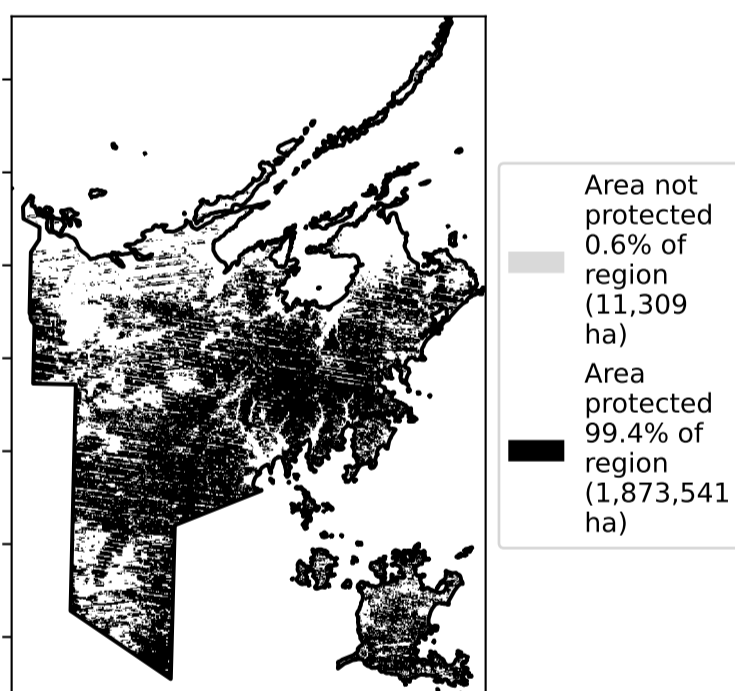 Area not
protected
0.6% of
region
(11,309
ha)
Area
protected
99.4% of
region
(1,873,541
ha)